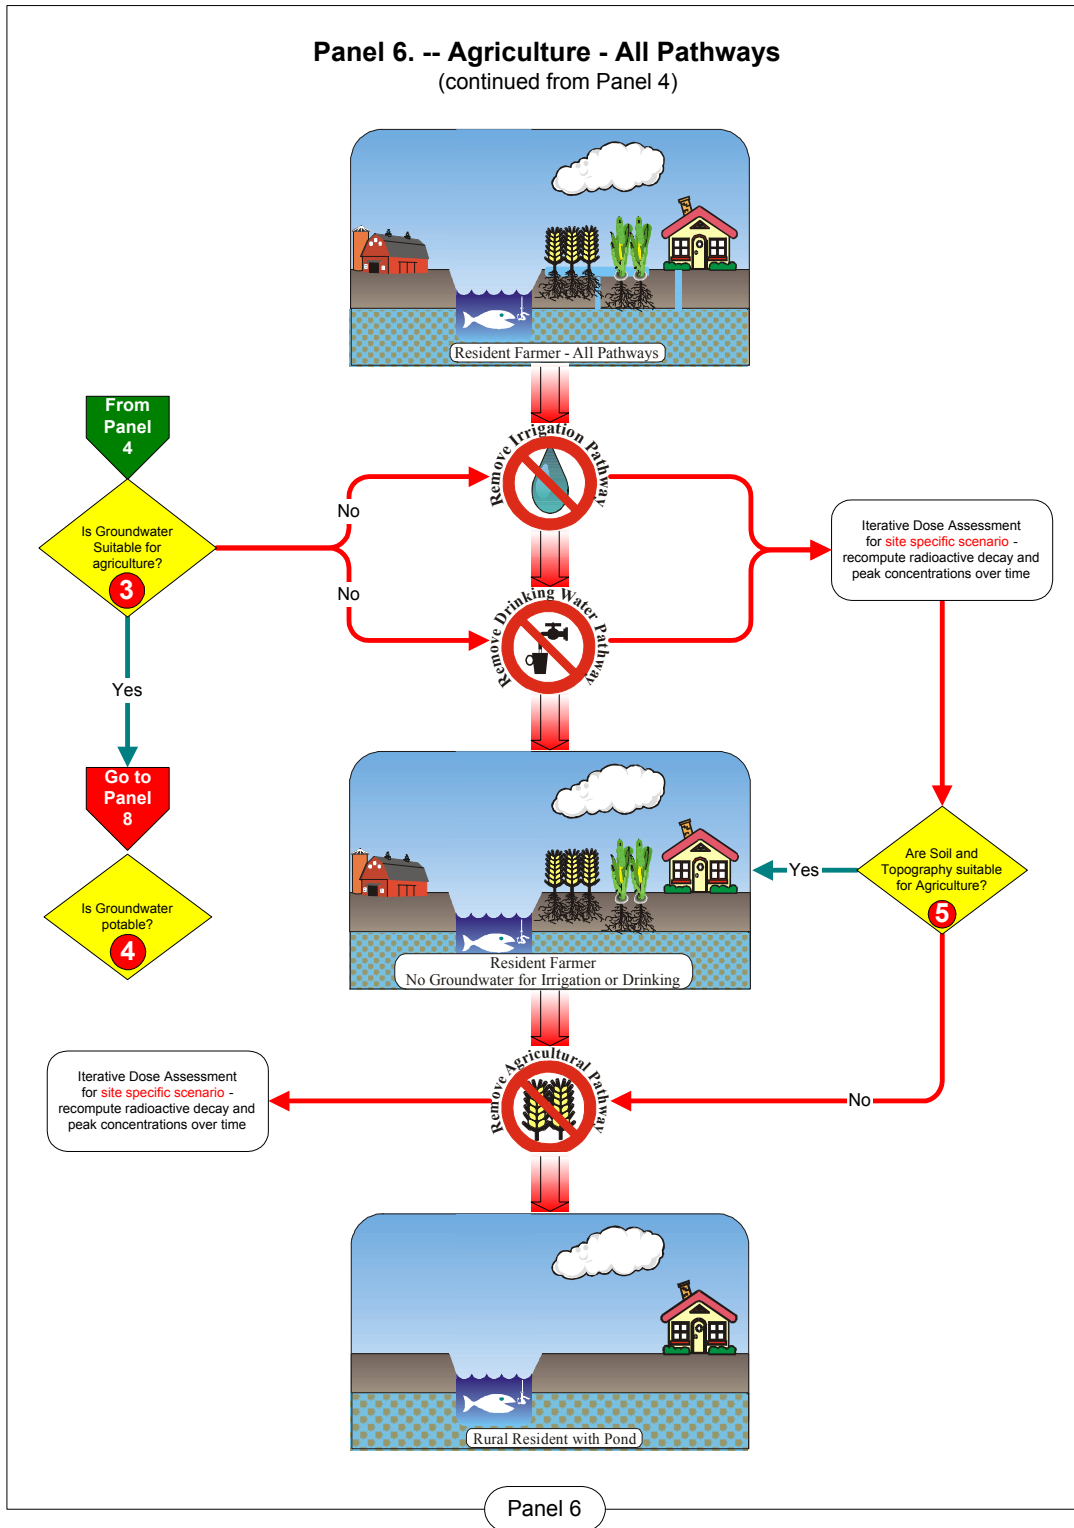 Panel 6. -- Agriculture - All Pathways
(continued from Panel 4)
Resident Farmer - All Pathways
From
Panel
4
Remove Irrigation Pathway
Is Groundwater
Suitable for
agriculture?
3
No
No
Iterative Dose Assessment
for site specific scenario -
recompute radioactive decay and
peak concentrations over time
Remove Drinking Water Pathway
Yes
Go to
Panel
8
Are Soil and
Topography suitable
for Agriculture?
5
Yes
Is Groundwater
potable?
4
Resident Farmer
No Groundwater for Irrigation or Drinking
Remove Agricultural Pathway
No
Iterative Dose Assessment
for site specific scenario -
recompute radioactive decay and
peak concentrations over time
Rural Resident with Pond
Panel 6